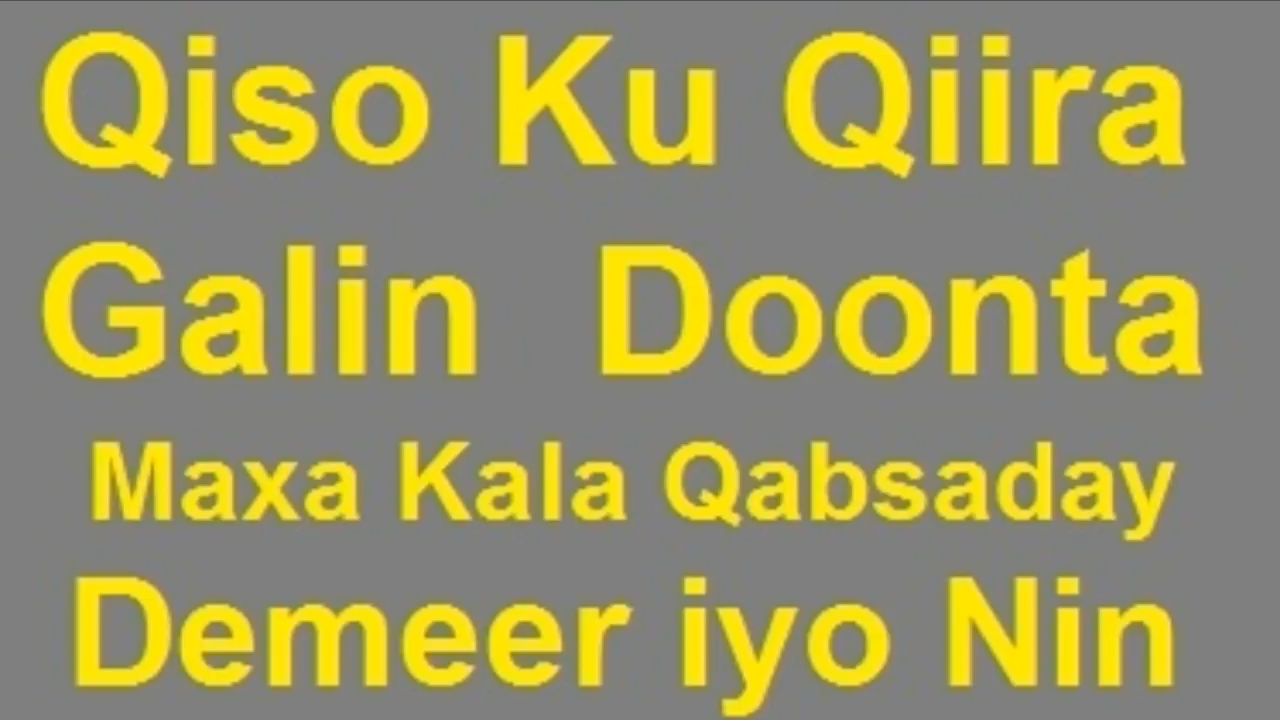 Qiso Ku Qiira
Galin Doonta
Maxa Kala Qabsaday
Demeer iyo Nin